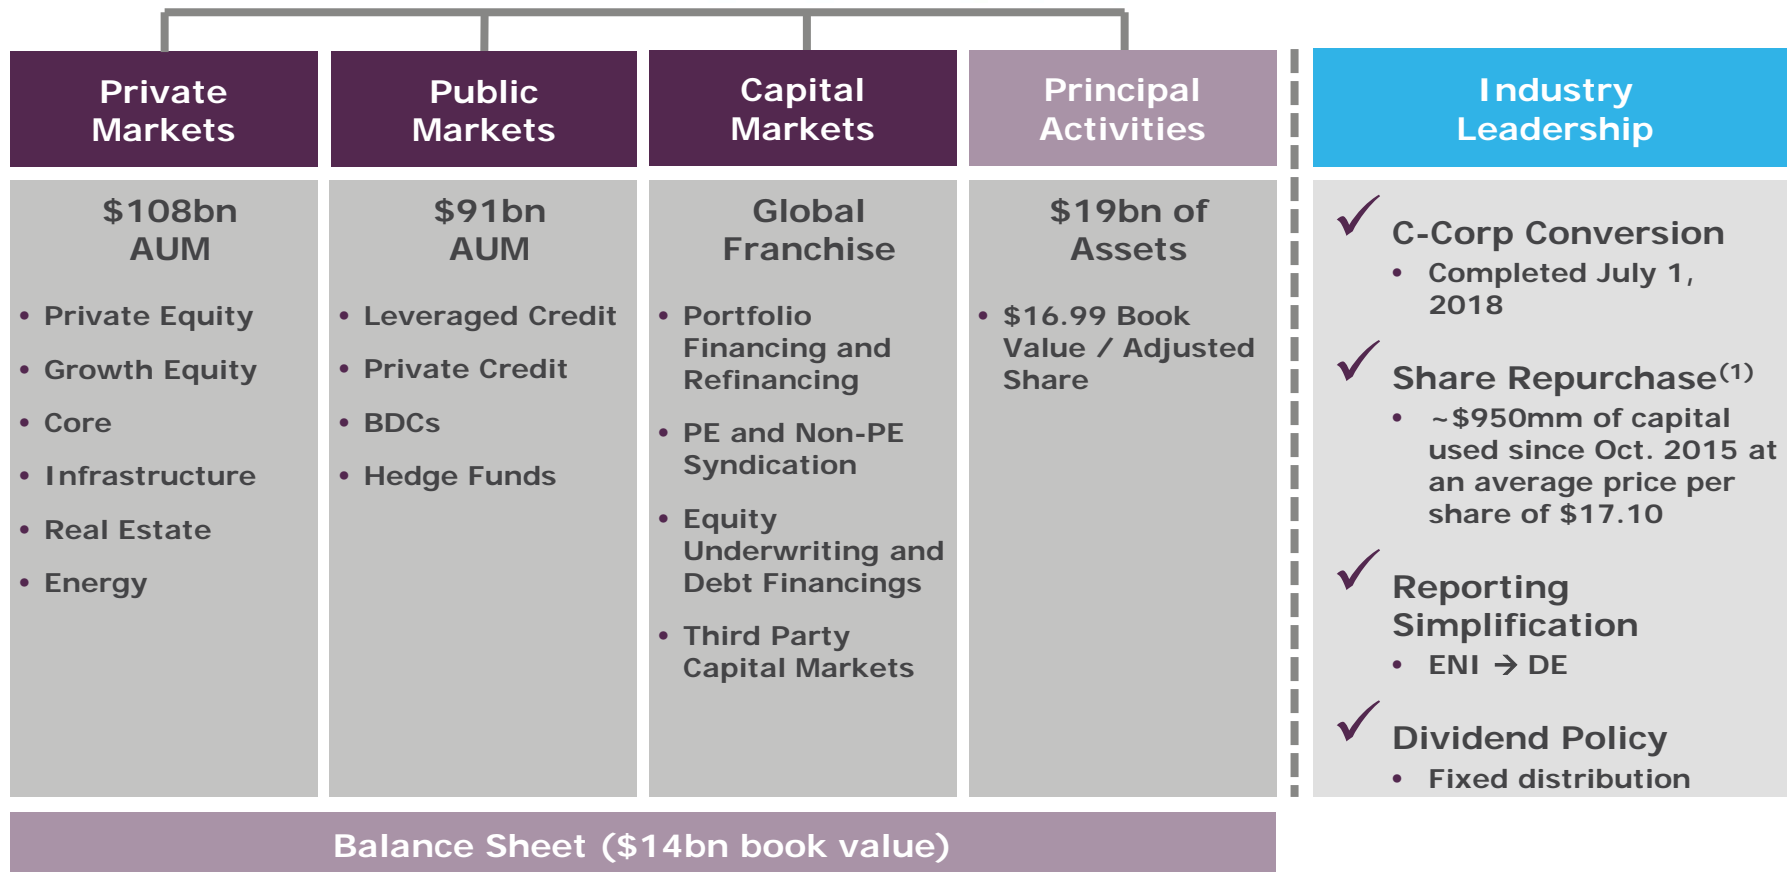 Private
Markets
Public
Markets
Capital
Markets
Principal
Activities
Industry
Leadership
$108bn
AUM
• Private Equity
• Growth Equity
• Core
• Infrastructure
• Real Estate
• Energy
$91bn
AUM
• Leveraged Credit
• Private Credit
• BDCs
• Hedge Funds
Global
Franchise
• Portfolio
Financing and
Refinancing
• PE and Non-PE
Syndication
• Equity
Underwriting and
Debt Financings
• Third Party
Capital Markets
$19bn of
Assets
• $16.99 Book
Value / Adjusted
Share
✓ C-Corp Conversion
• Completed July 1,
2018
✓ Share Repurchase(1)
• ~$950mm of capital
used since Oct. 2015 at
an average price per
share of $17.10
✓ Reporting
Simplification
• ENI → DE
✓ Dividend Policy
• Fixed distribution
Balance Sheet ($14bn book value)